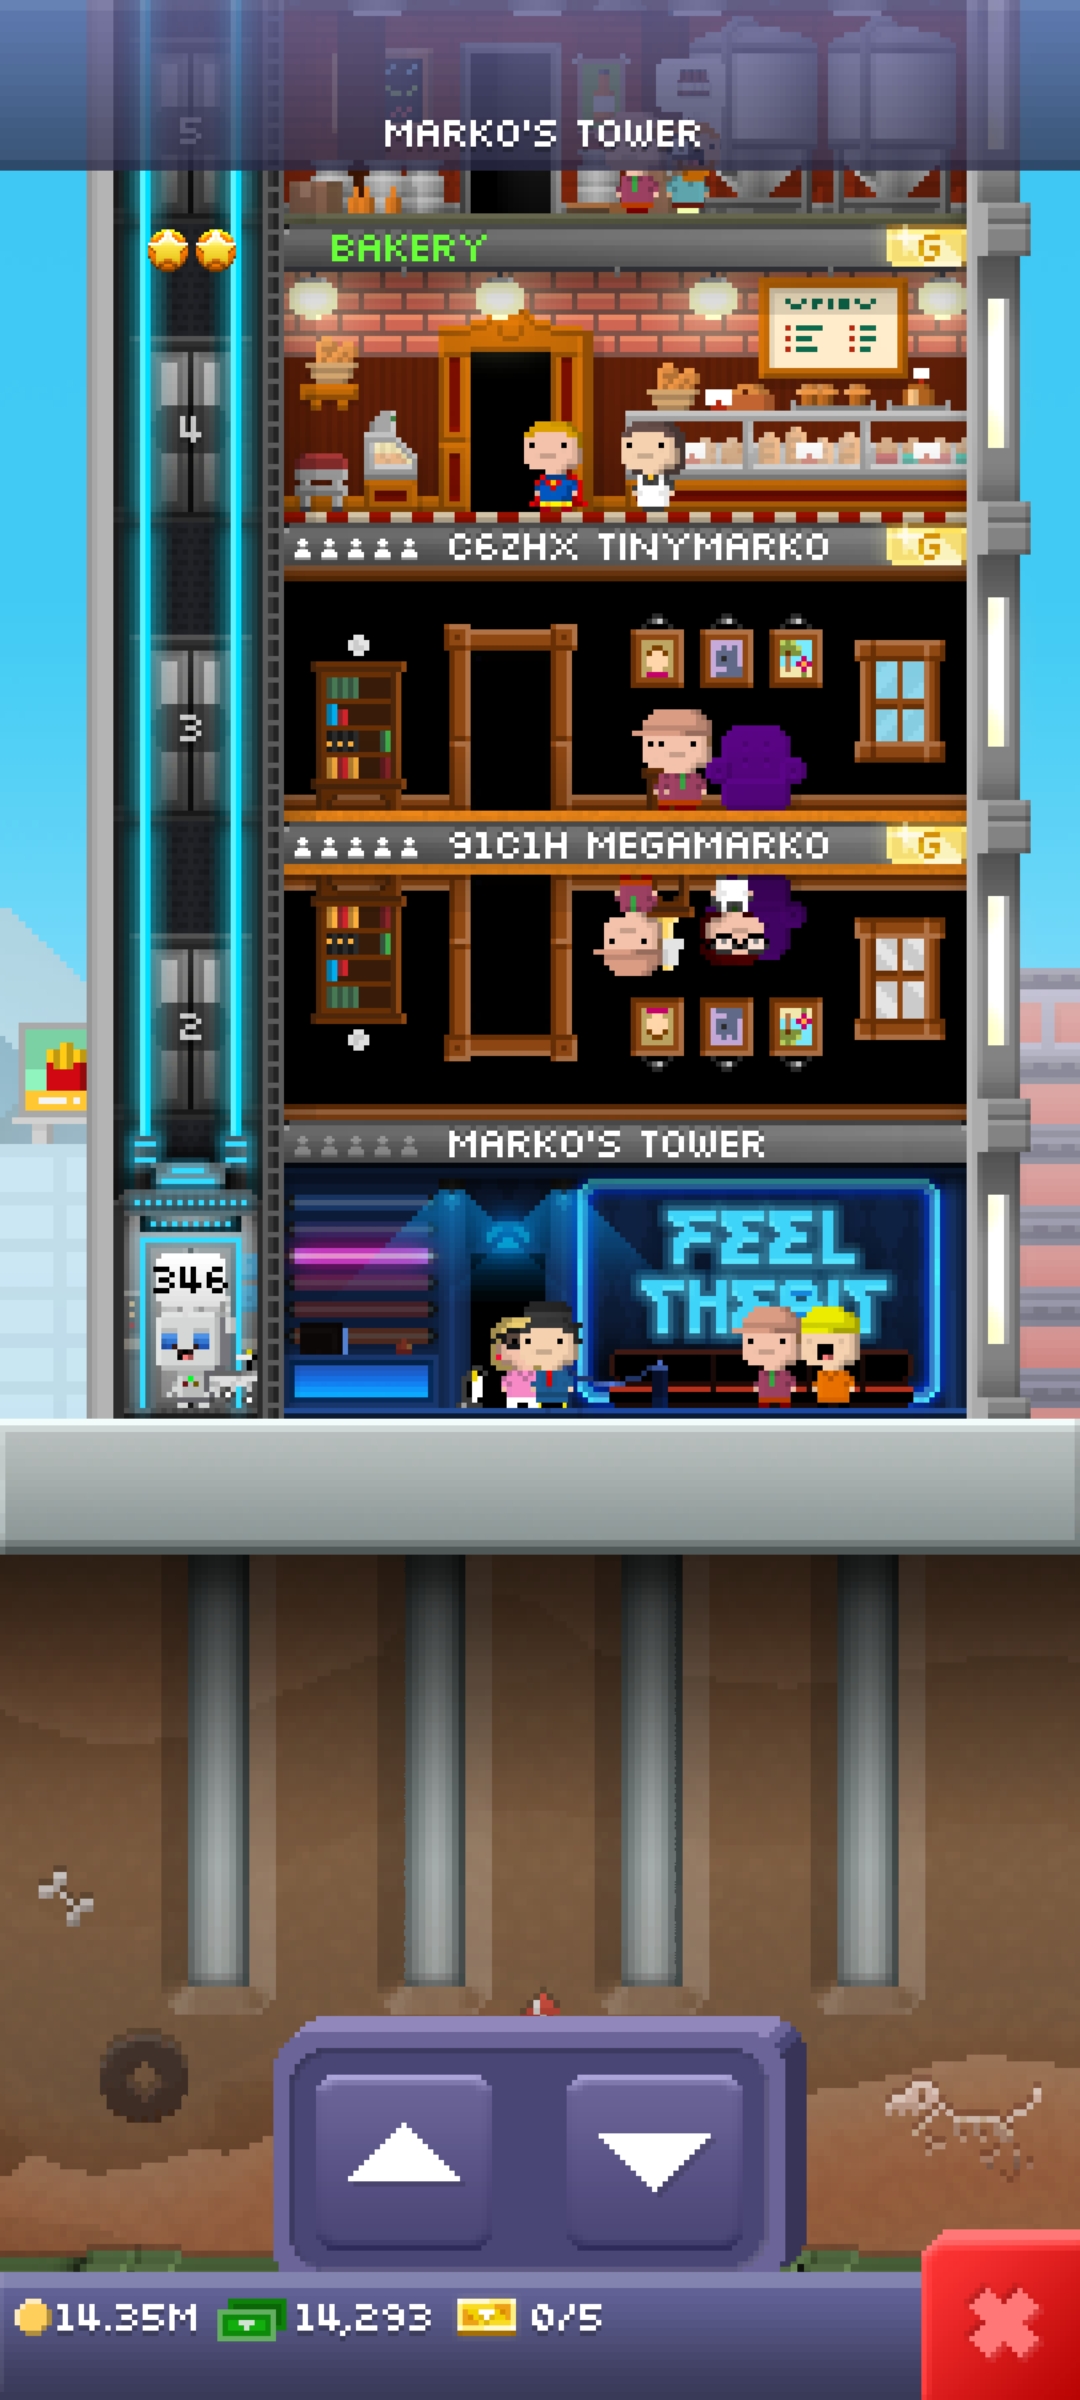 5
MARKO'S TOWER
BAKERY G
4
C6ZHX TINYMARKO G
3
91C1H MEGAMARKO G
2
MARKO'S TOWER
FEEL
346
THE BIT
14.35M 14,293 0/5